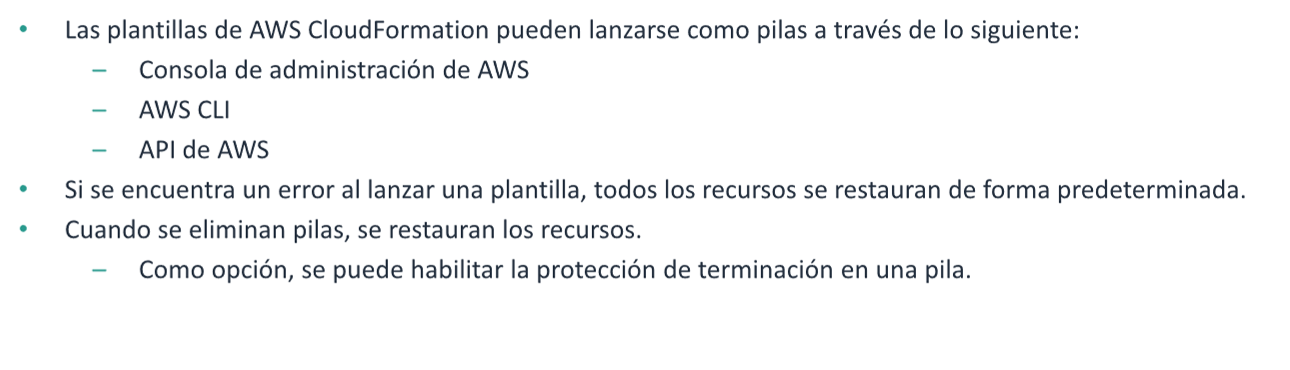 • Las plantillas de AWS CloudFormation pueden lanzarse como pilas a través de lo siguiente:
– Consola de administración de AWS
– AWS CLI
– API de AWS
• Si se encuentra un error al lanzar una plantilla, todos los recursos se restauran de forma predeterminada.
• Cuando se eliminan pilas, se restauran los recursos.
– Como opción, se puede habilitar la protección de terminación en una pila.